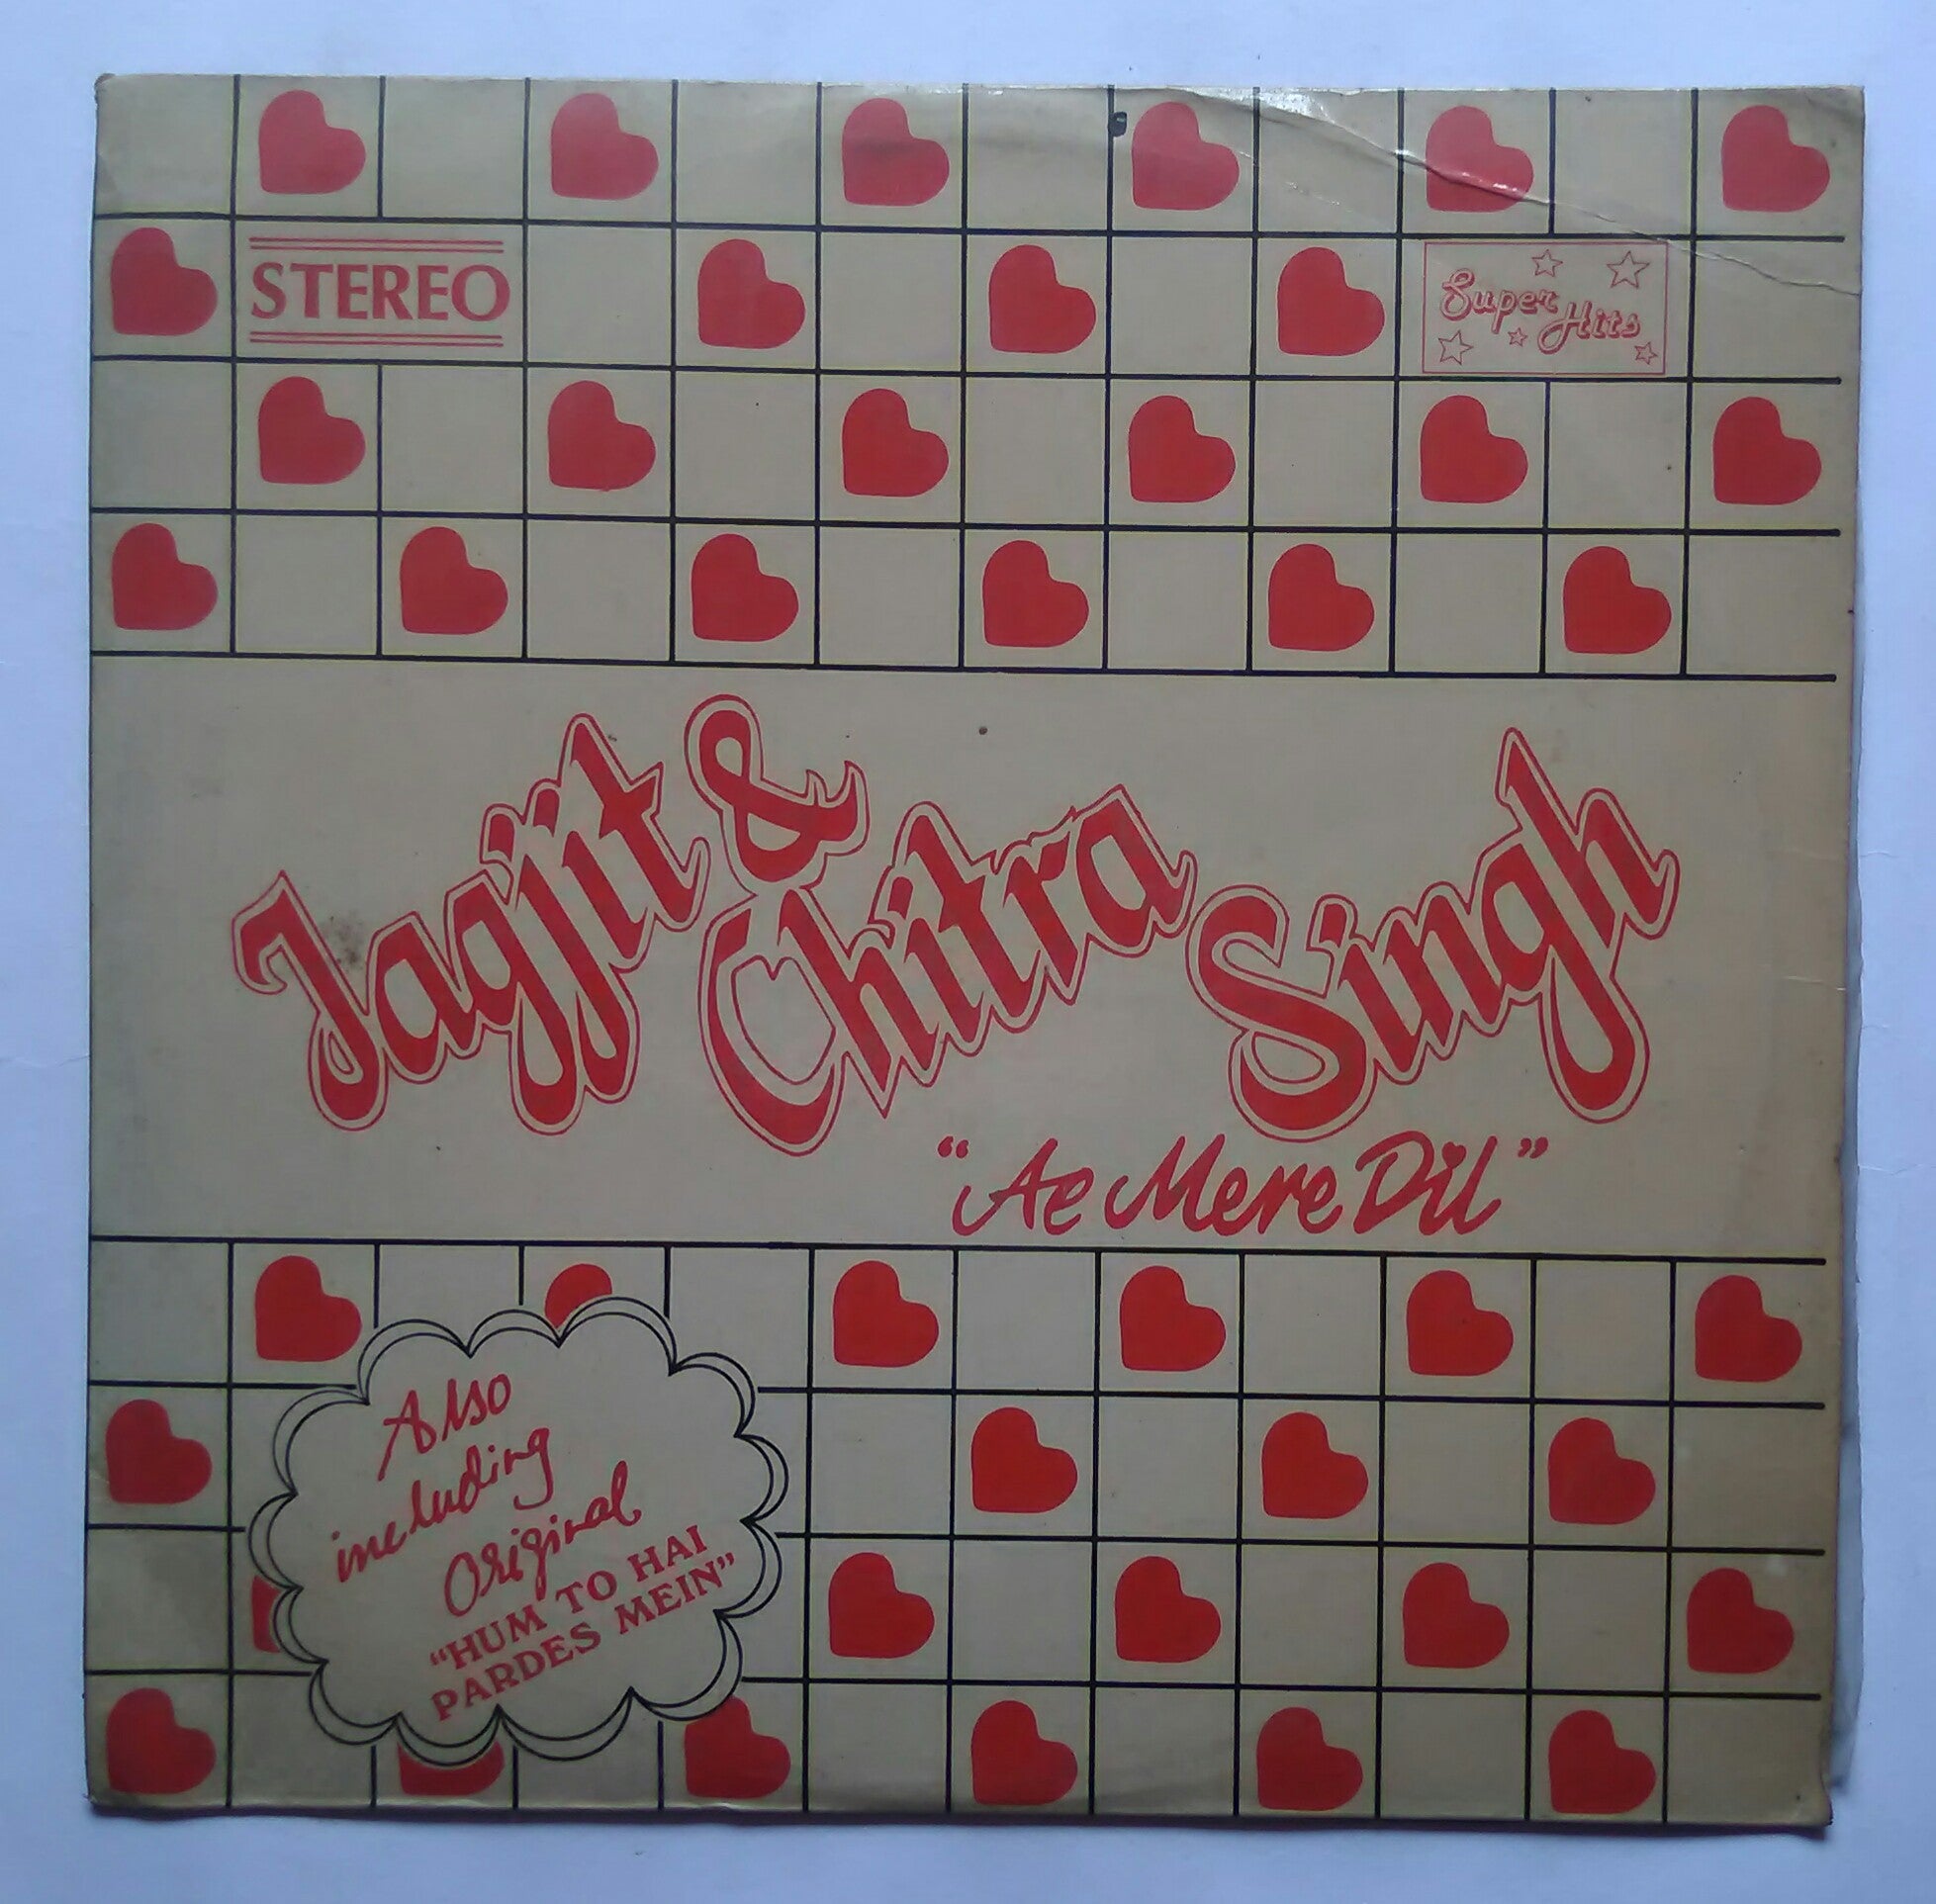 STEREO
Super Hits
Jagjit &
Chitra Singh
"Ae Mere Dil"
Also
including
Original
"HUM TO HAI
PARDES MEIN"